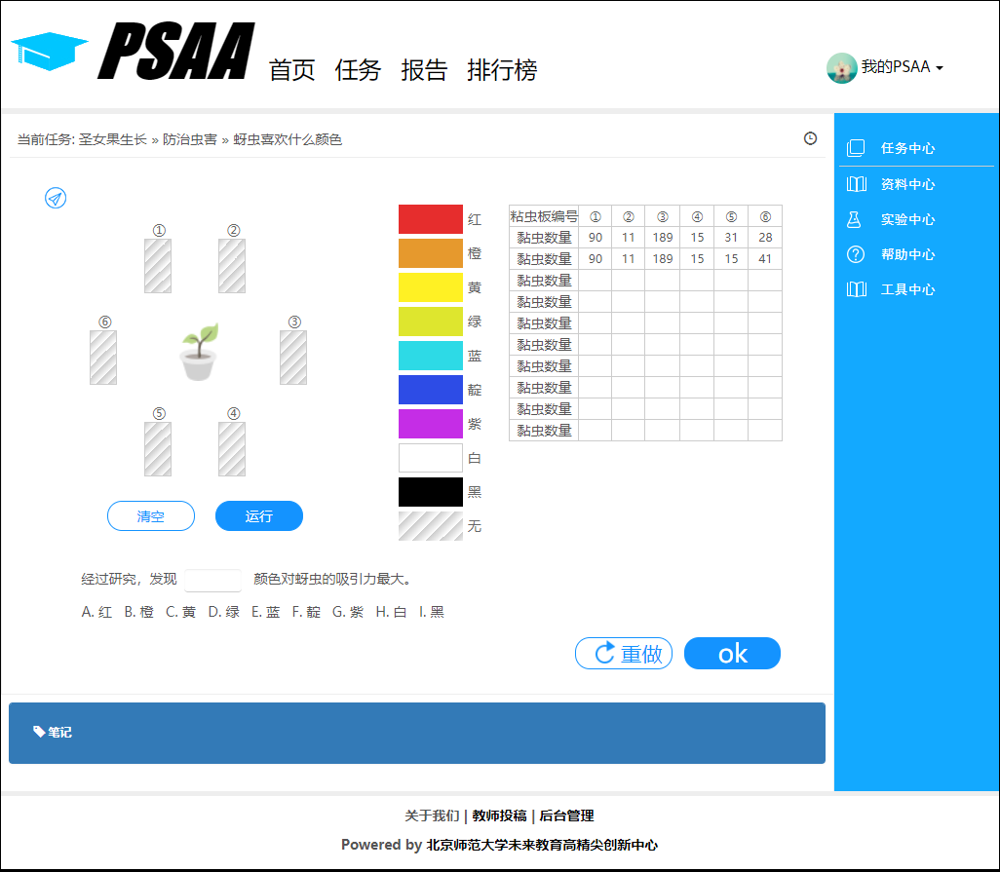 PSAA 首页 任务 报告 排行榜 我的PSAA
当前任务: 圣女果生长 » 防治虫害 » 蚜虫喜欢什么颜色
任务中心
资料中心
实验中心
帮助中心
工具中心
① ②
⑥ ③
⑤ ④
清空 运行
红
橙
黄
绿
蓝
靛
紫
白
黑
无
粘虫板编号 ① ② ③ ④ ⑤ ⑥
黏虫数量 90 11 189 15 31 28
黏虫数量 90 11 189 15 15 41
黏虫数量
黏虫数量
黏虫数量
黏虫数量
黏虫数量
黏虫数量
黏虫数量
黏虫数量
经过研究，发现 颜色对蚜虫的吸引力最大。
A. 红 B. 橙 C. 黄 D. 绿 E. 蓝 F. 靛 G. 紫 H. 白 I. 黑
重做 ok
笔记
关于我们 | 教师投稿 | 后台管理
Powered by 北京师范大学未来教育高精尖创新中心